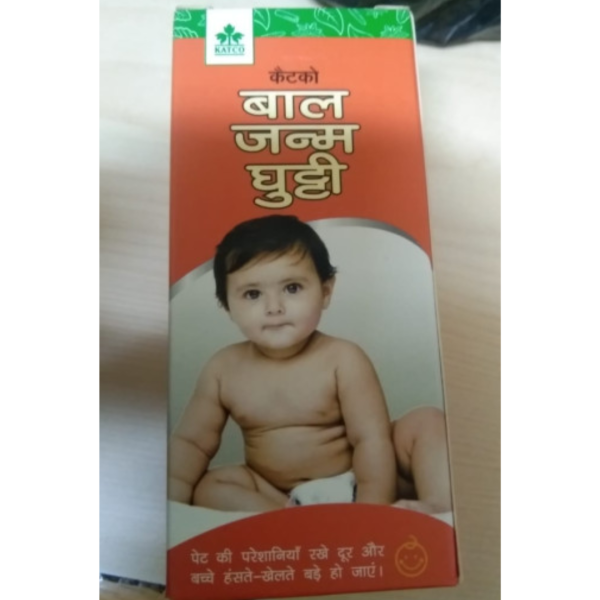 KATCO
कैटको
बाल
जन्म
घुट्टी
पेट की परेशानियाँ रखे दूर और
बच्चे हंसते-खेलते बड़े हो जाएं।